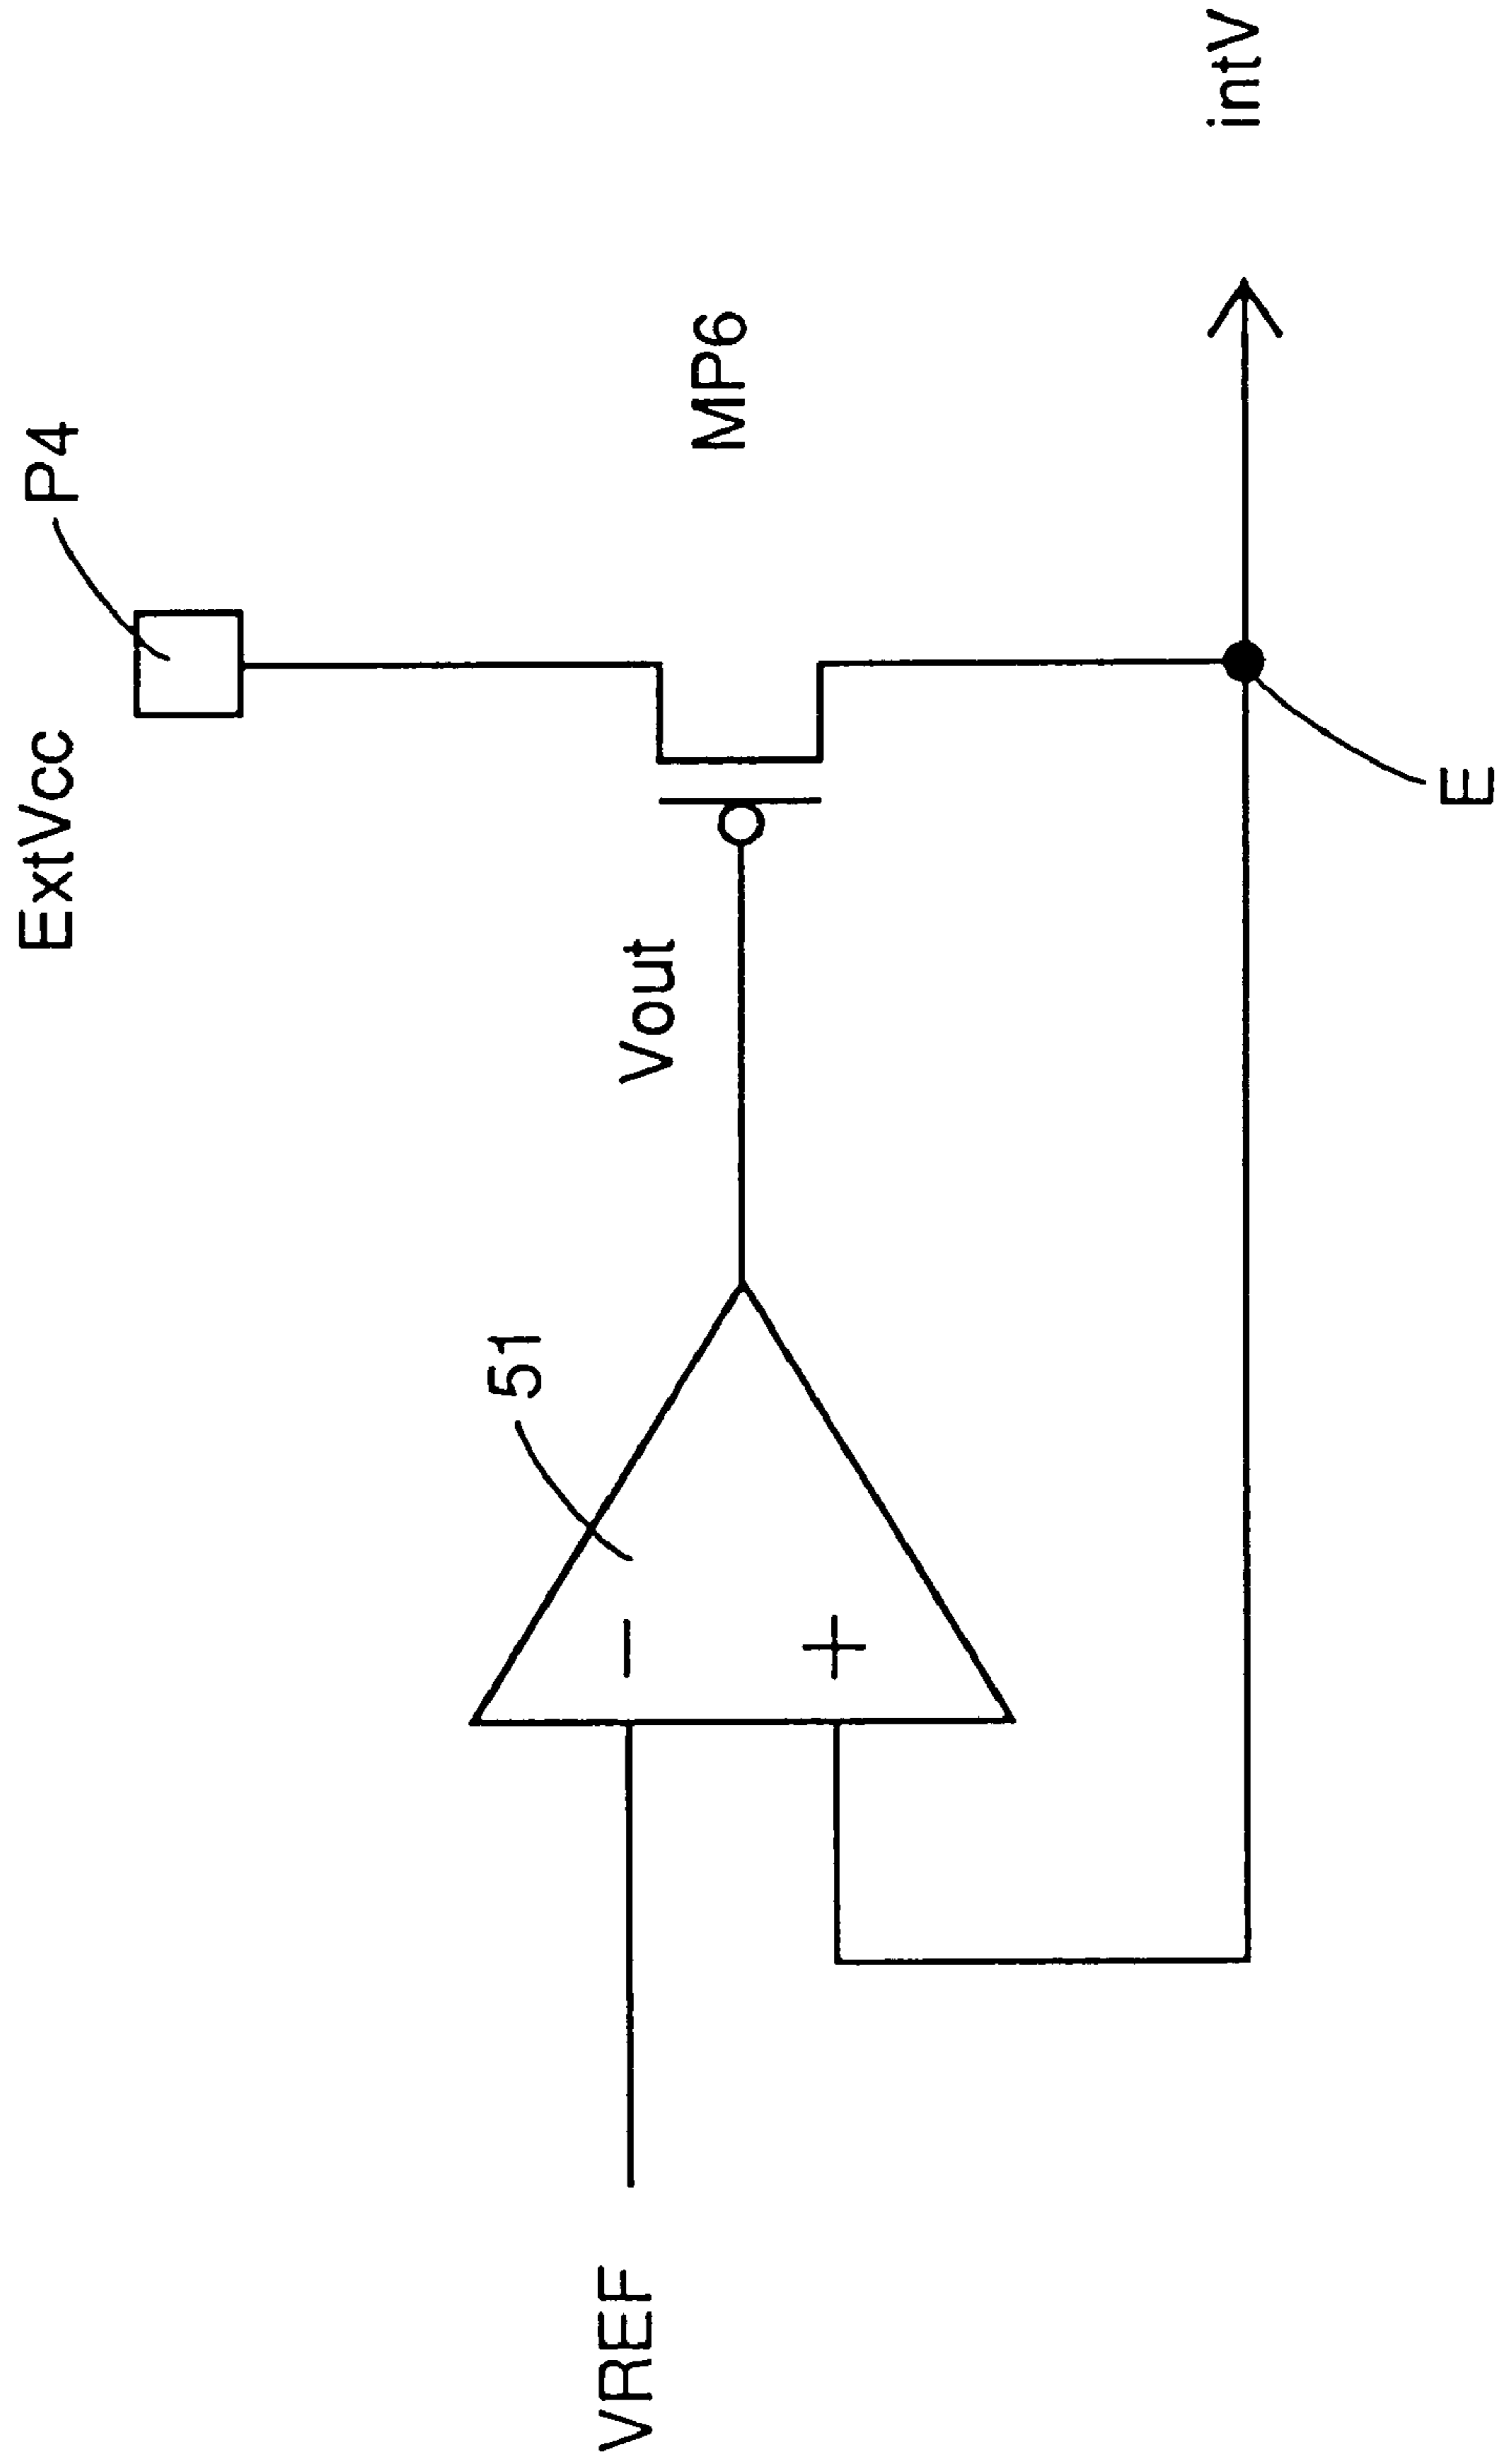 ExtVcc
P4
51
Vout
MP6
VREF
−
+
intV
E